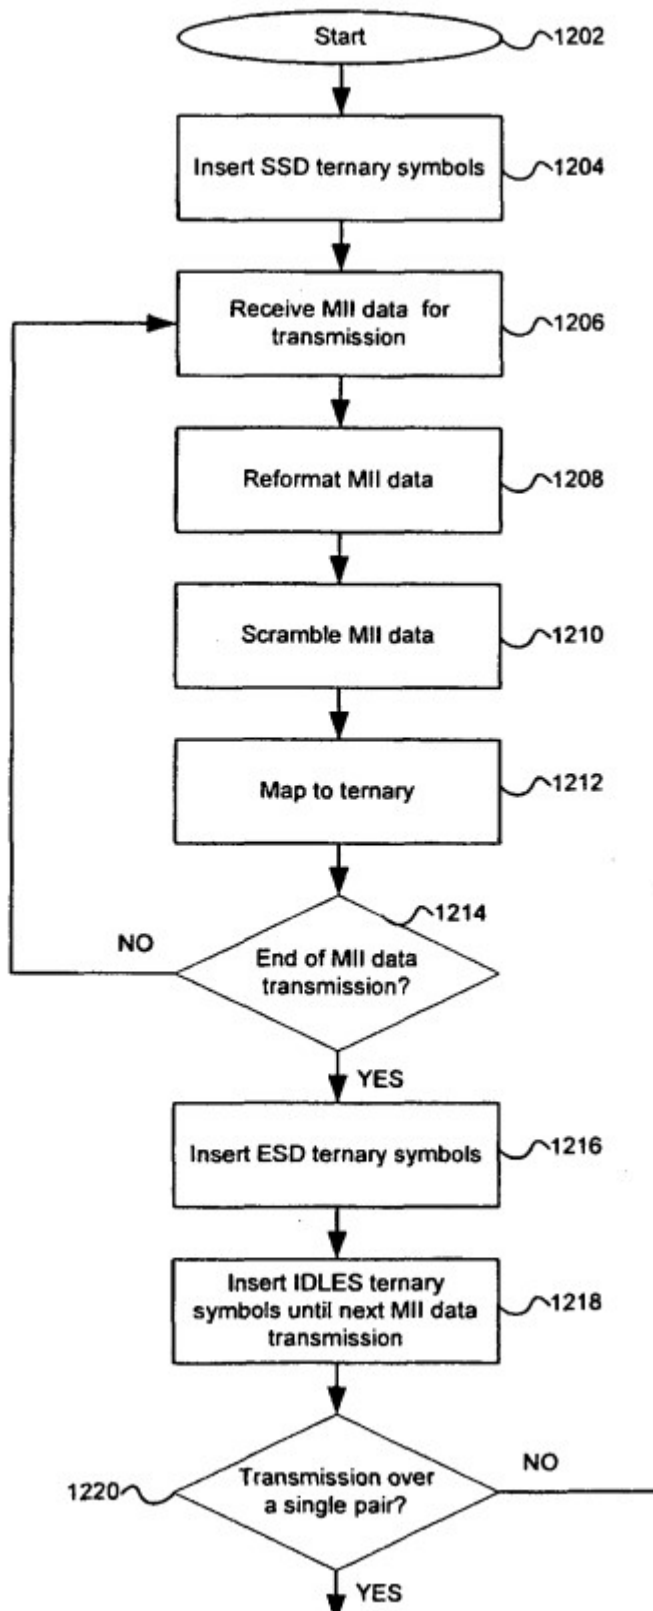 Start
1202
Insert SSD ternary symbols
1204
Receive MII data for
transmission
1206
Reformat MII data
1208
Scramble MII data
1210
Map to ternary
1212
1214
NO
End of MII data
transmission?
YES
Insert ESD ternary symbols
1216
Insert IDLES ternary
symbols until next MII data
transmission
1218
NO
1220
Transmission over
a single pair?
YES